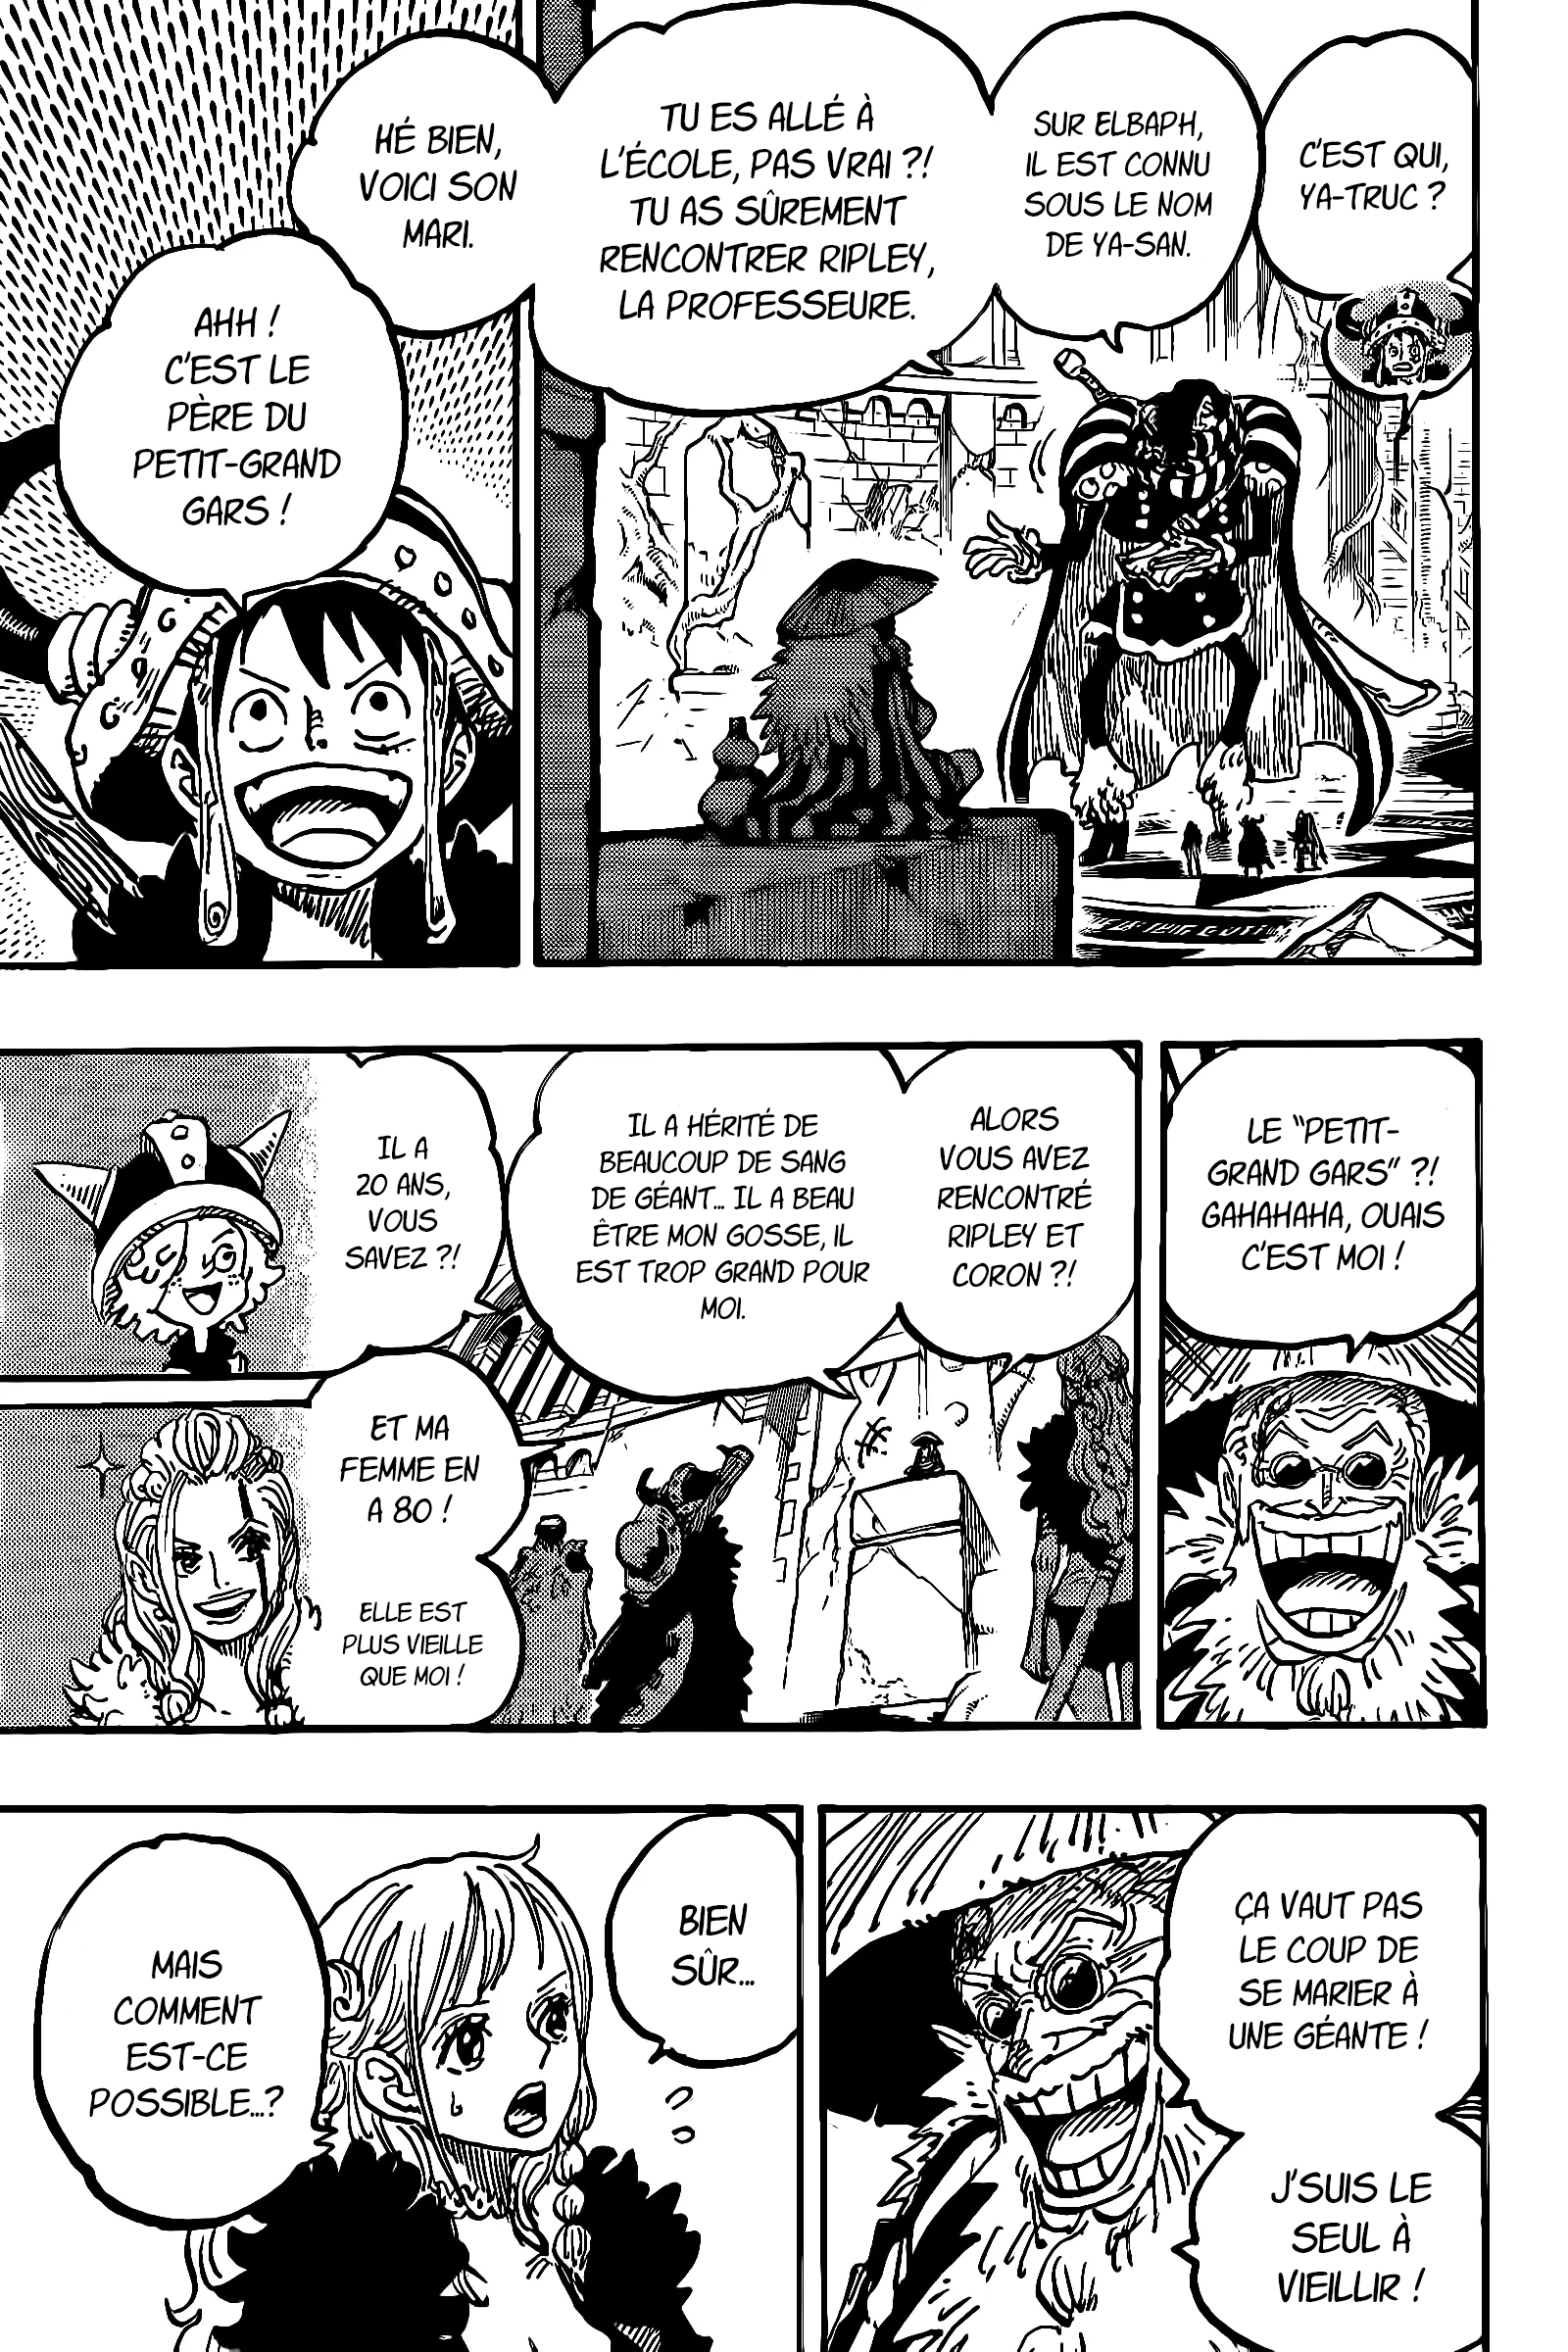 C'EST QUI,
YA-TRUC ?
SUR ELBAPH,
IL EST CONNU
SOUS LE NOM
DE YA-SAN.
TU ES ALLÉ À
L'ÉCOLE, PAS VRAI ?!
TU AS SÛREMENT
RENCONTRER RIPLEY,
LA PROFESSEURE.
HÉ BIEN,
VOICI SON
MARI.
AHH !
C'EST LE
PÈRE DU
PETIT-GRAND
GARS !
LE "PETIT-
GRAND GARS" ?!
GAHAHAHA, OUAIS
C'EST MOI !
ALORS
VOUS AVEZ
RENCONTRÉ
RIPLEY ET
CORON ?!
IL A HÉRITÉ DE
BEAUCOUP DE SANG
DE GÉANT... IL A BEAU
ÊTRE MON GOSSE, IL
EST TROP GRAND POUR
MOI.
IL A
20 ANS,
VOUS
SAVEZ ?!
ET MA
FEMME EN
A 80 !
ELLE EST
PLUS VIEILLE
QUE MOI !
ÇA VAUT PAS
LE COUP DE
SE MARIER À
UNE GÉANTE !
J'SUIS LE
SEUL À
VIEILLIR !
BIEN
SÛR...
MAIS
COMMENT
EST-CE
POSSIBLE...?